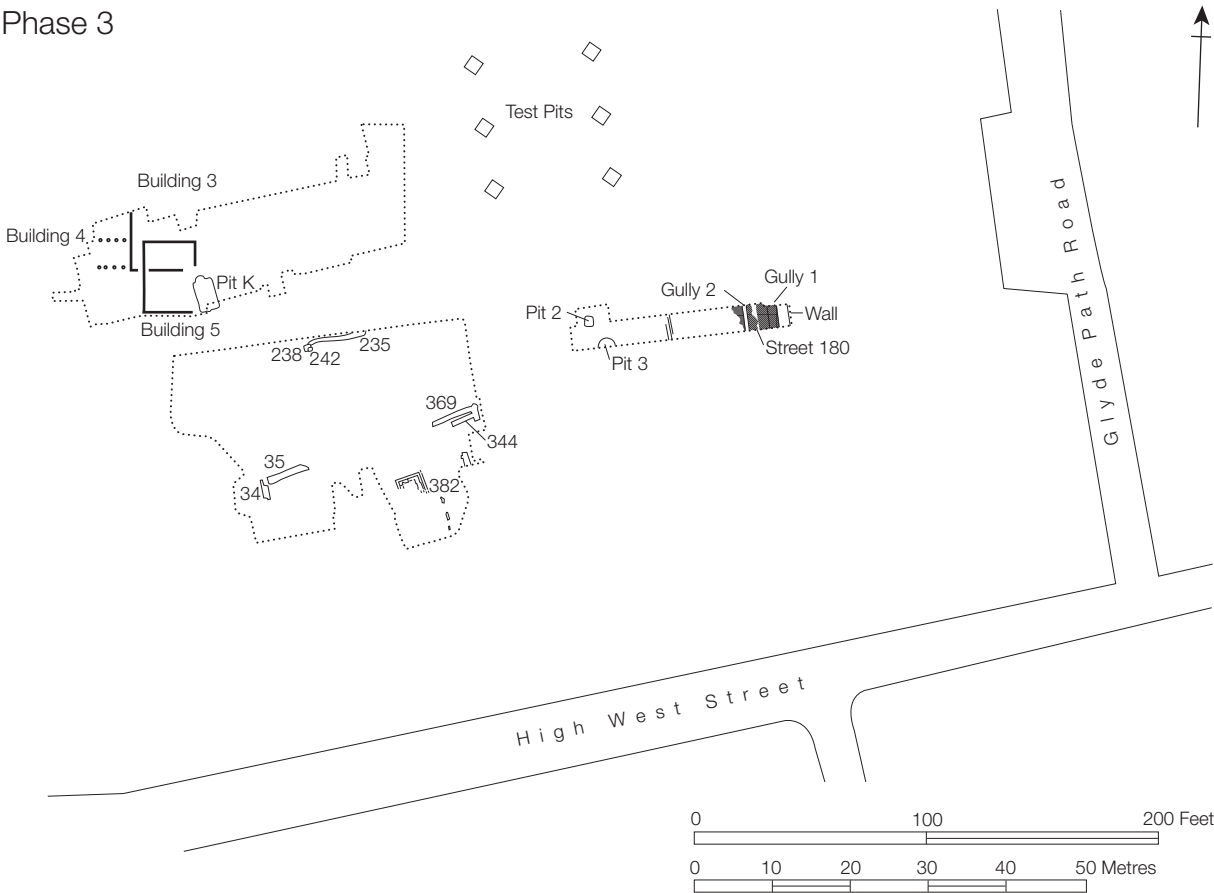 Phase 3
Test Pits
Building 3
Building 4
Pit K
Building 5
Gully 1
Gully 2
Pit 2
Wall
Street 180
Pit 3
238
242
235
369
344
35
34
382
Glyde Path Road
High West Street
0 100 200 Feet
0 10 20 30 40 50 Metres